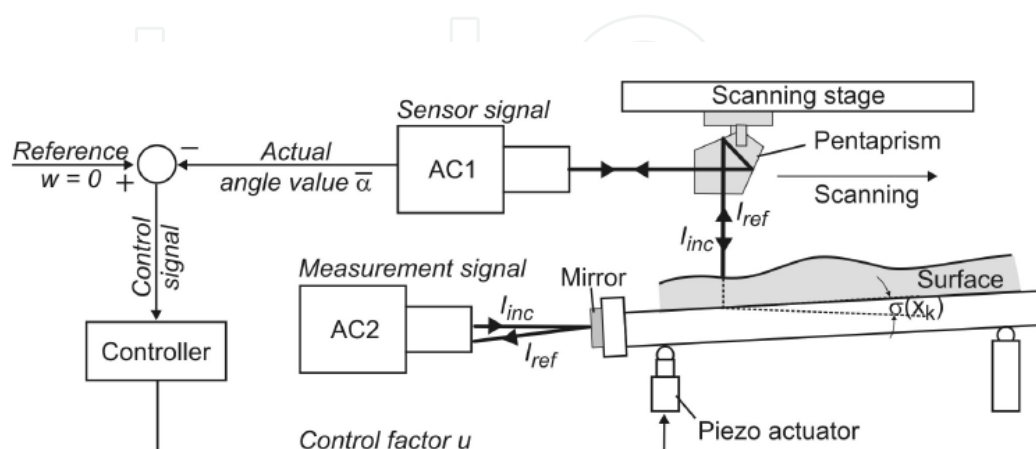 Scanning stage
Sensor signal
Pentaprism
Reference
w = 0
+
−
Actual
angle value α̅
AC1
Scanning
I_ref
I_inc
Control
signal
Measurement signal
Mirror
Surface
σ(x_k)
AC2
I_inc
I_ref
Controller
Piezo actuator
Control factor u